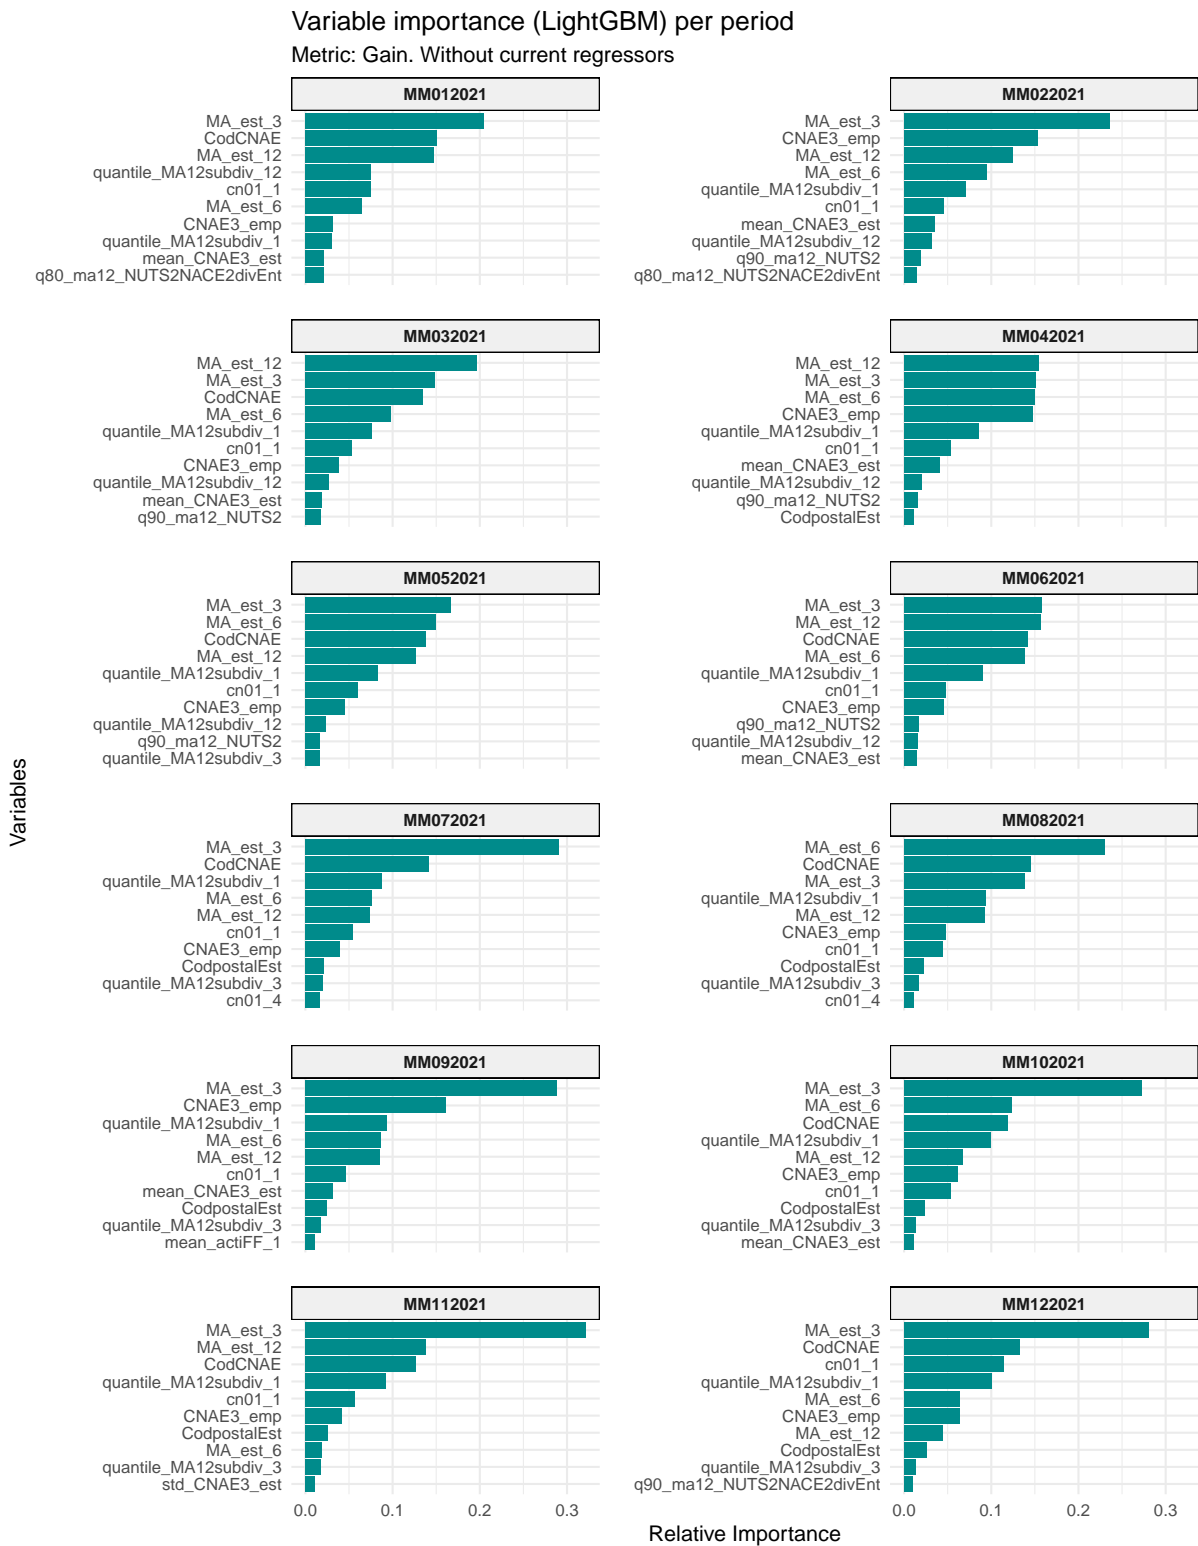 Variable importance (LightGBM) per period
Metric: Gain. Without current regressors
MM012021
MA_est_3
CodCNAE
MA_est_12
quantile_MA12subdiv_12
cn01_1
MA_est_6
CNAE3_emp
quantile_MA12subdiv_1
mean_CNAE3_est
q80_ma12_NUTS2NACE2divEnt
MM022021
MA_est_3
CNAE3_emp
MA_est_12
MA_est_6
quantile_MA12subdiv_1
cn01_1
mean_CNAE3_est
quantile_MA12subdiv_12
q90_ma12_NUTS2
q80_ma12_NUTS2NACE2divEnt
MM032021
MA_est_12
MA_est_3
CodCNAE
MA_est_6
quantile_MA12subdiv_1
cn01_1
CNAE3_emp
quantile_MA12subdiv_12
mean_CNAE3_est
q90_ma12_NUTS2
MM042021
MA_est_12
MA_est_3
MA_est_6
CNAE3_emp
quantile_MA12subdiv_1
cn01_1
mean_CNAE3_est
quantile_MA12subdiv_12
q90_ma12_NUTS2
CodpostalEst
MM052021
MA_est_3
MA_est_6
CodCNAE
MA_est_12
quantile_MA12subdiv_1
cn01_1
CNAE3_emp
quantile_MA12subdiv_12
q90_ma12_NUTS2
quantile_MA12subdiv_3
MM062021
MA_est_3
MA_est_12
CodCNAE
MA_est_6
quantile_MA12subdiv_1
cn01_1
CNAE3_emp
q90_ma12_NUTS2
quantile_MA12subdiv_12
mean_CNAE3_est
Variables
MM072021
MA_est_3
CodCNAE
quantile_MA12subdiv_1
MA_est_6
MA_est_12
cn01_1
CNAE3_emp
CodpostalEst
quantile_MA12subdiv_3
cn01_4
MM082021
MA_est_6
CodCNAE
MA_est_3
quantile_MA12subdiv_1
MA_est_12
CNAE3_emp
cn01_1
CodpostalEst
quantile_MA12subdiv_3
cn01_4
MM092021
MA_est_3
CNAE3_emp
quantile_MA12subdiv_1
MA_est_6
MA_est_12
cn01_1
mean_CNAE3_est
CodpostalEst
quantile_MA12subdiv_3
mean_actiFF_1
MM102021
MA_est_3
MA_est_6
CodCNAE
quantile_MA12subdiv_1
MA_est_12
CNAE3_emp
cn01_1
CodpostalEst
quantile_MA12subdiv_3
mean_CNAE3_est
MM112021
MA_est_3
MA_est_12
CodCNAE
quantile_MA12subdiv_1
cn01_1
CNAE3_emp
CodpostalEst
MA_est_6
quantile_MA12subdiv_3
std_CNAE3_est
0.0 0.1 0.2 0.3
MM122021
MA_est_3
CodCNAE
cn01_1
quantile_MA12subdiv_1
MA_est_6
CNAE3_emp
MA_est_12
CodpostalEst
quantile_MA12subdiv_3
q90_ma12_NUTS2NACE2divEnt
0.0 0.1 0.2 0.3
Relative Importance